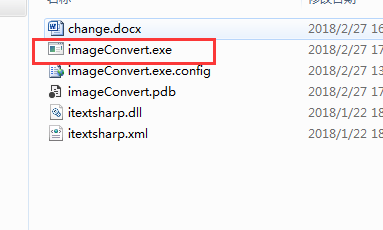 名称
修改日期
change.docx 2018/2/27 16
imageConvert.exe 2018/2/27 17
imageConvert.exe.config 2018/2/27 13
imageConvert.pdb 2018/2/27 17
itextsharp.dll 2018/1/22 18
itextsharp.xml 2018/1/22 18